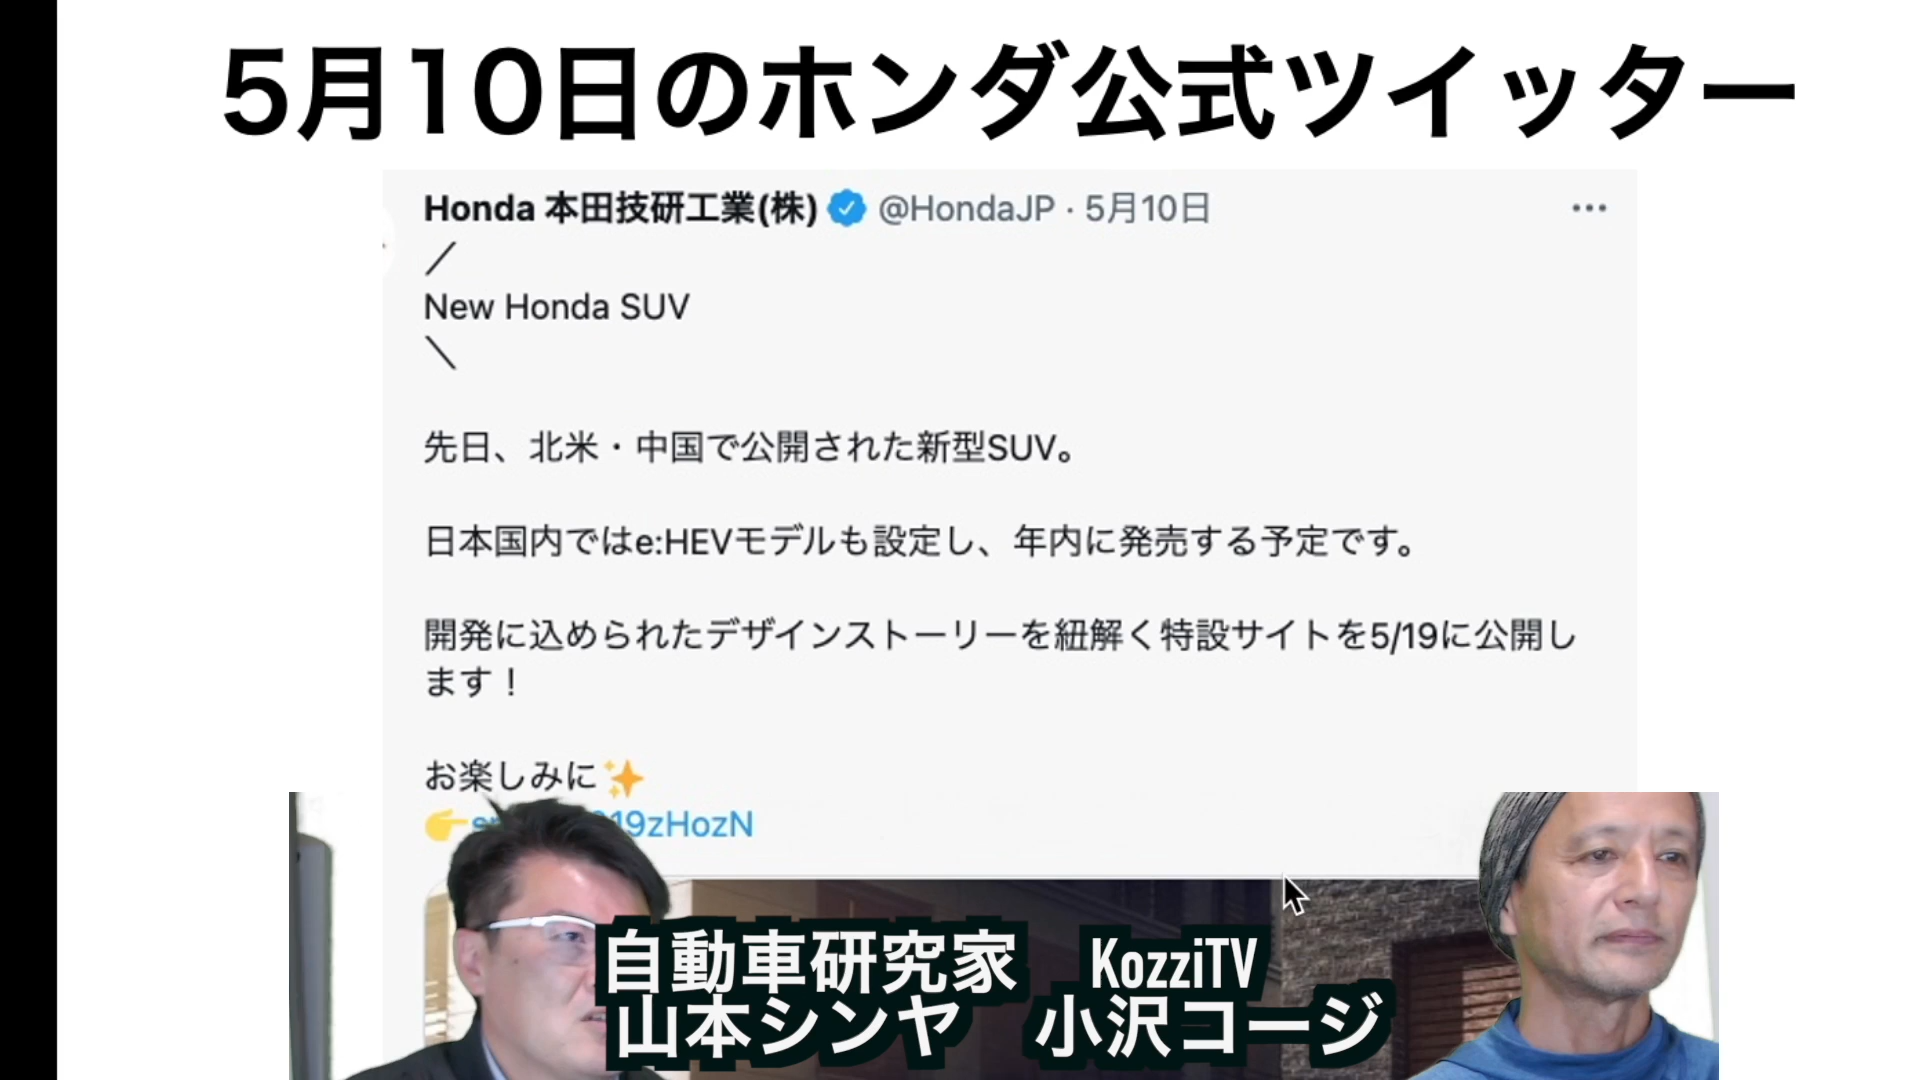 5月10日のホンダ公式ツイッター
Honda 本田技研工業(株) @HondaJP · 5月10日 ···
／
New Honda SUV
＼
先日、北米・中国で公開された新型SUV。
日本国内ではe:HEVモデルも設定し、年内に発売する予定です。
開発に込められたデザインストーリーを紐解く特設サイトを5/19に公開し
ます！
お楽しみに✨
👉 19zHozN
自動車研究家 KozziTV
山本シンヤ 小沢コージ